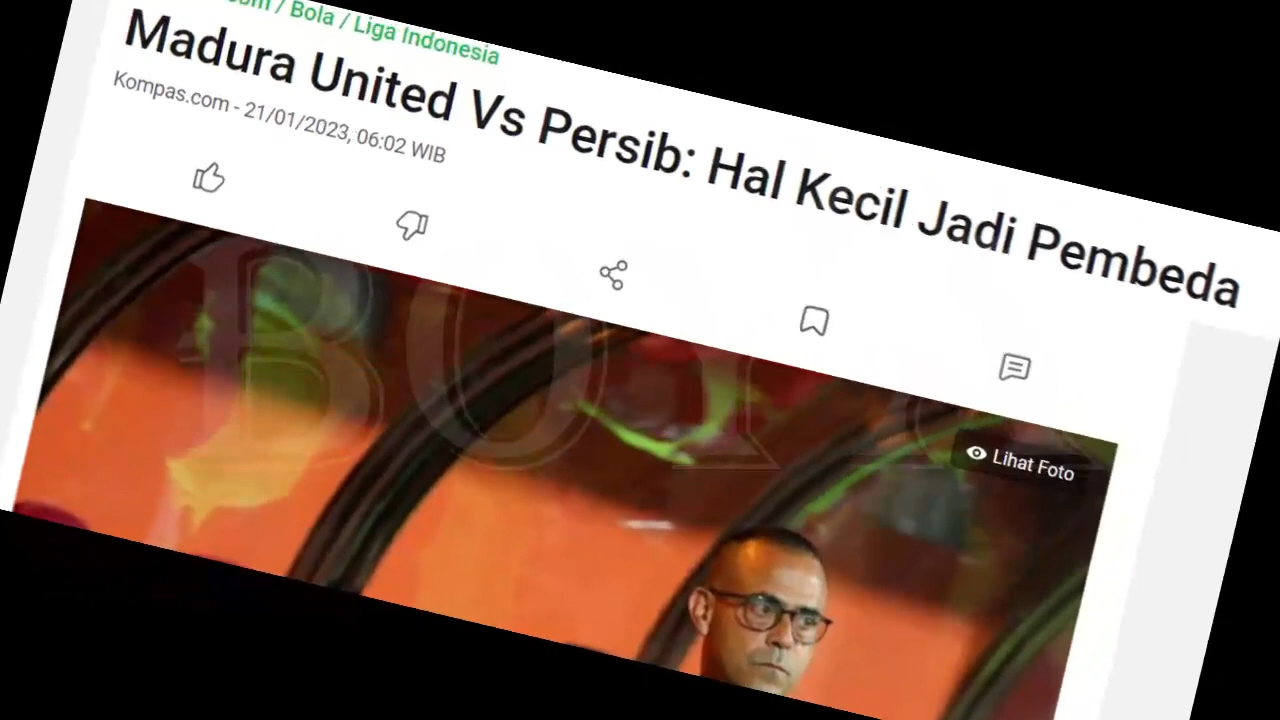 / Bola / Liga Indonesia
Madura United Vs Persib: Hal Kecil Jadi Pembeda
Kompas.com - 21/01/2023, 06:02 WIB
Lihat Foto